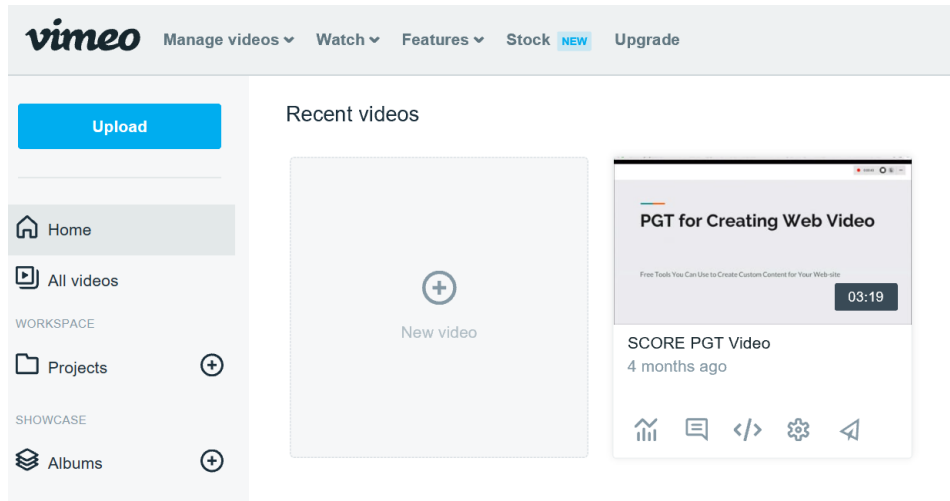 vimeo Manage videos Watch Features Stock NEW Upgrade
Upload
Home
All videos
WORKSPACE
Projects
SHOWCASE
Albums
Recent videos
New video
PGT for Creating Web Video
Free Tools You Can Use to Create Custom Content for Your Web-site
03:19
SCORE PGT Video
4 months ago